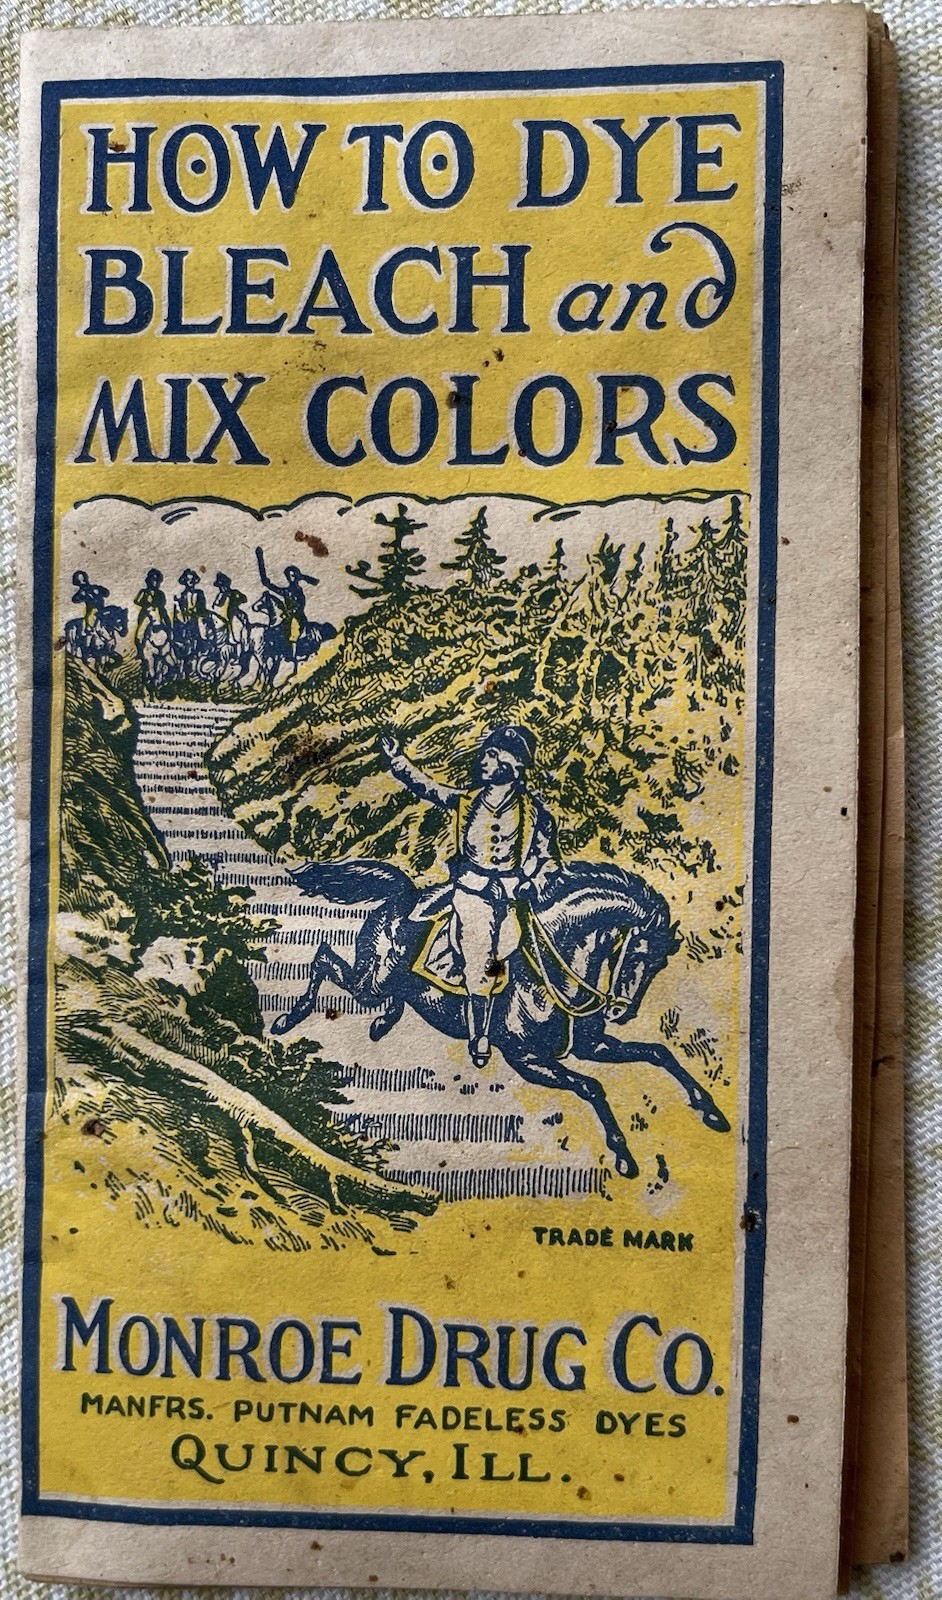 HOW TO DYE
BLEACH and
MIX COLORS
TRADE MARK
MONROE DRUG CO.
MANFRS. PUTNAM FADELESS DYES
QUINCY, ILL.